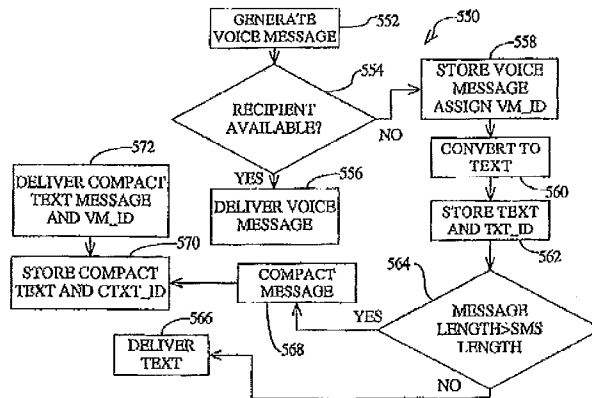 GENERATE
VOICE MESSAGE
552
550
554
558
STORE VOICE
MESSAGE
ASSIGN VM_ID
RECIPIENT
AVAILABLE?
NO
572
YES
556
CONVERT TO
TEXT
560
DELIVER COMPACT
TEXT MESSAGE
AND VM_ID
DELIVER VOICE
MESSAGE
570
STORE TEXT
AND TXT_ID
562
STORE COMPACT
TEXT AND CTXT_ID
COMPACT
MESSAGE
564
566
568
YES
MESSAGE
LENGTH>SMS
LENGTH
DELIVER
TEXT
NO